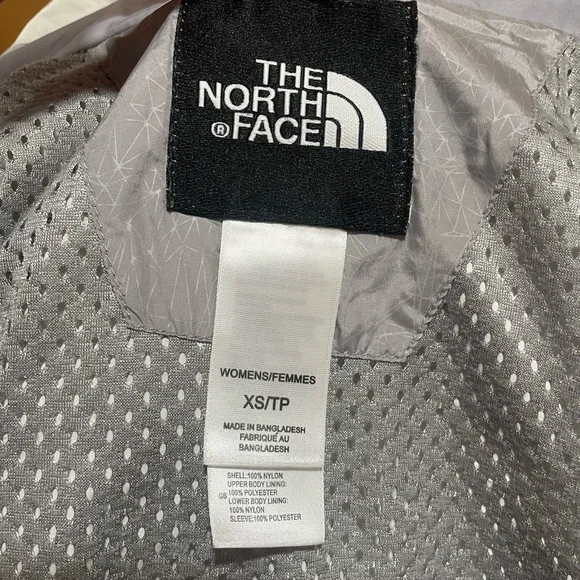 THE
NORTH
® FACE
WOMENS/FEMMES
XS/TP
MADE IN BANGLADESH
FABRIQUÉ AU
BANGLADESH
SHELL:100% NYLON
UPPER BODY LINING:
GB 100% POLYESTER
LOWER BODY LINING:
100% NYLON
SLEEVE:100% POLYESTER